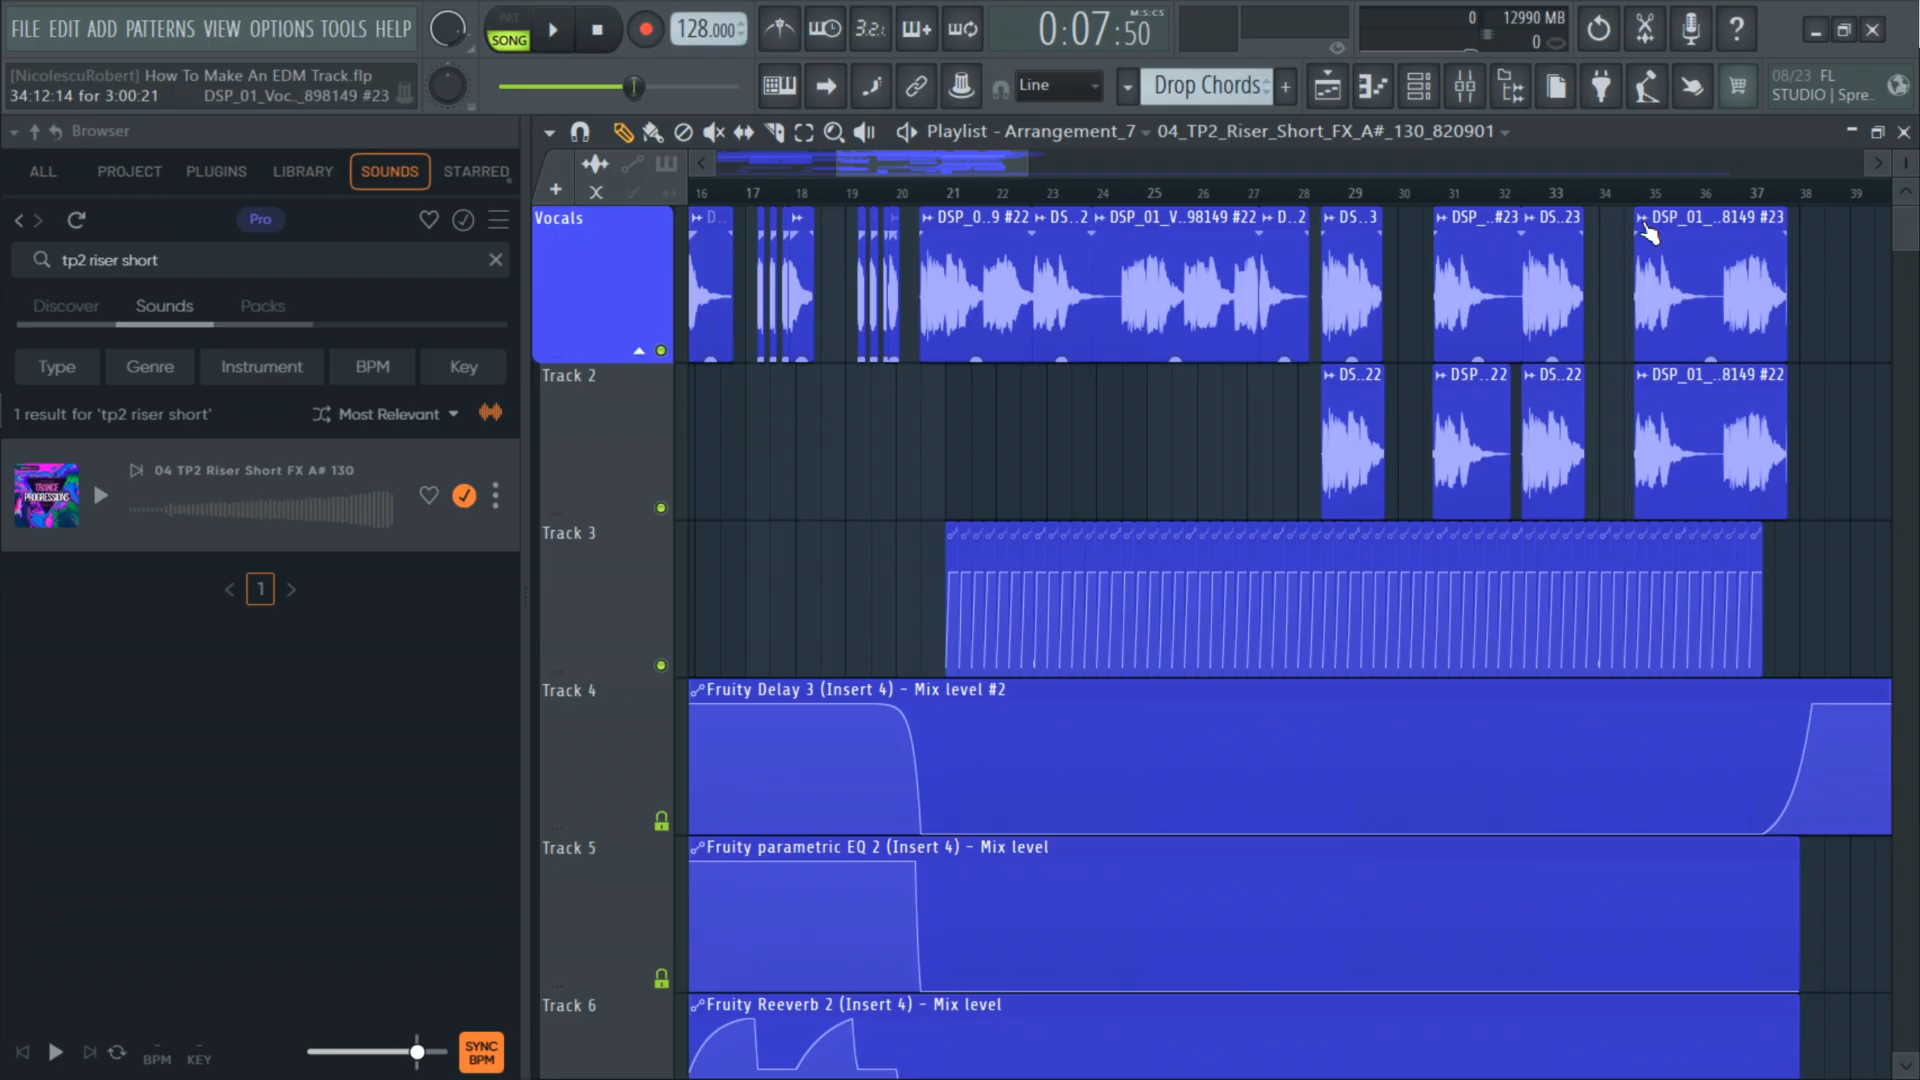 FILE EDIT ADD PATTERNS VIEW OPTIONS TOOLS HELP
PAT
SONG
128.000
3.2.
0:07:50
M:S:CS
0
12990 MB
0
[NicolescuRobert] How To Make An EDM Track.flp
34:12:14 for 3:00:21
DSP_01_Voc.._898149 #23
Line
Drop Chords
08/23 FL
STUDIO | Spre..
Browser
Playlist - Arrangement_7
04_TP2_Riser_Short_FX_A#_130_820901
ALL
PROJECT
PLUGINS
LIBRARY
SOUNDS
STARRED
Pro
tp2 riser short
Discover
Sounds
Packs
Type
Genre
Instrument
BPM
Key
1 result for 'tp2 riser short'
Most Relevant
TRANCE
PROGRESSIONS
04 TP2 Riser Short FX A# 130
1
BPM
KEY
SYNC
BPM
16 17 18 19 20 21 22 23 24 25 26 27 28 29 30 31 32 33 34 35 36 37 38 39
Vocals
D..
DSP_0..9 #22
DS..2
DSP_01_V..98149 #22
D..2
DS..3
DSP_..#23
DS..23
DSP_01_..8149 #23
Track 2
DS..22
DSP..22
DS..22
DSP_01_..8149 #22
Track 3
Track 4
Fruity Delay 3 (Insert 4) - Mix level #2
Track 5
Fruity parametric EQ 2 (Insert 4) - Mix level
Track 6
Fruity Reeverb 2 (Insert 4) - Mix level